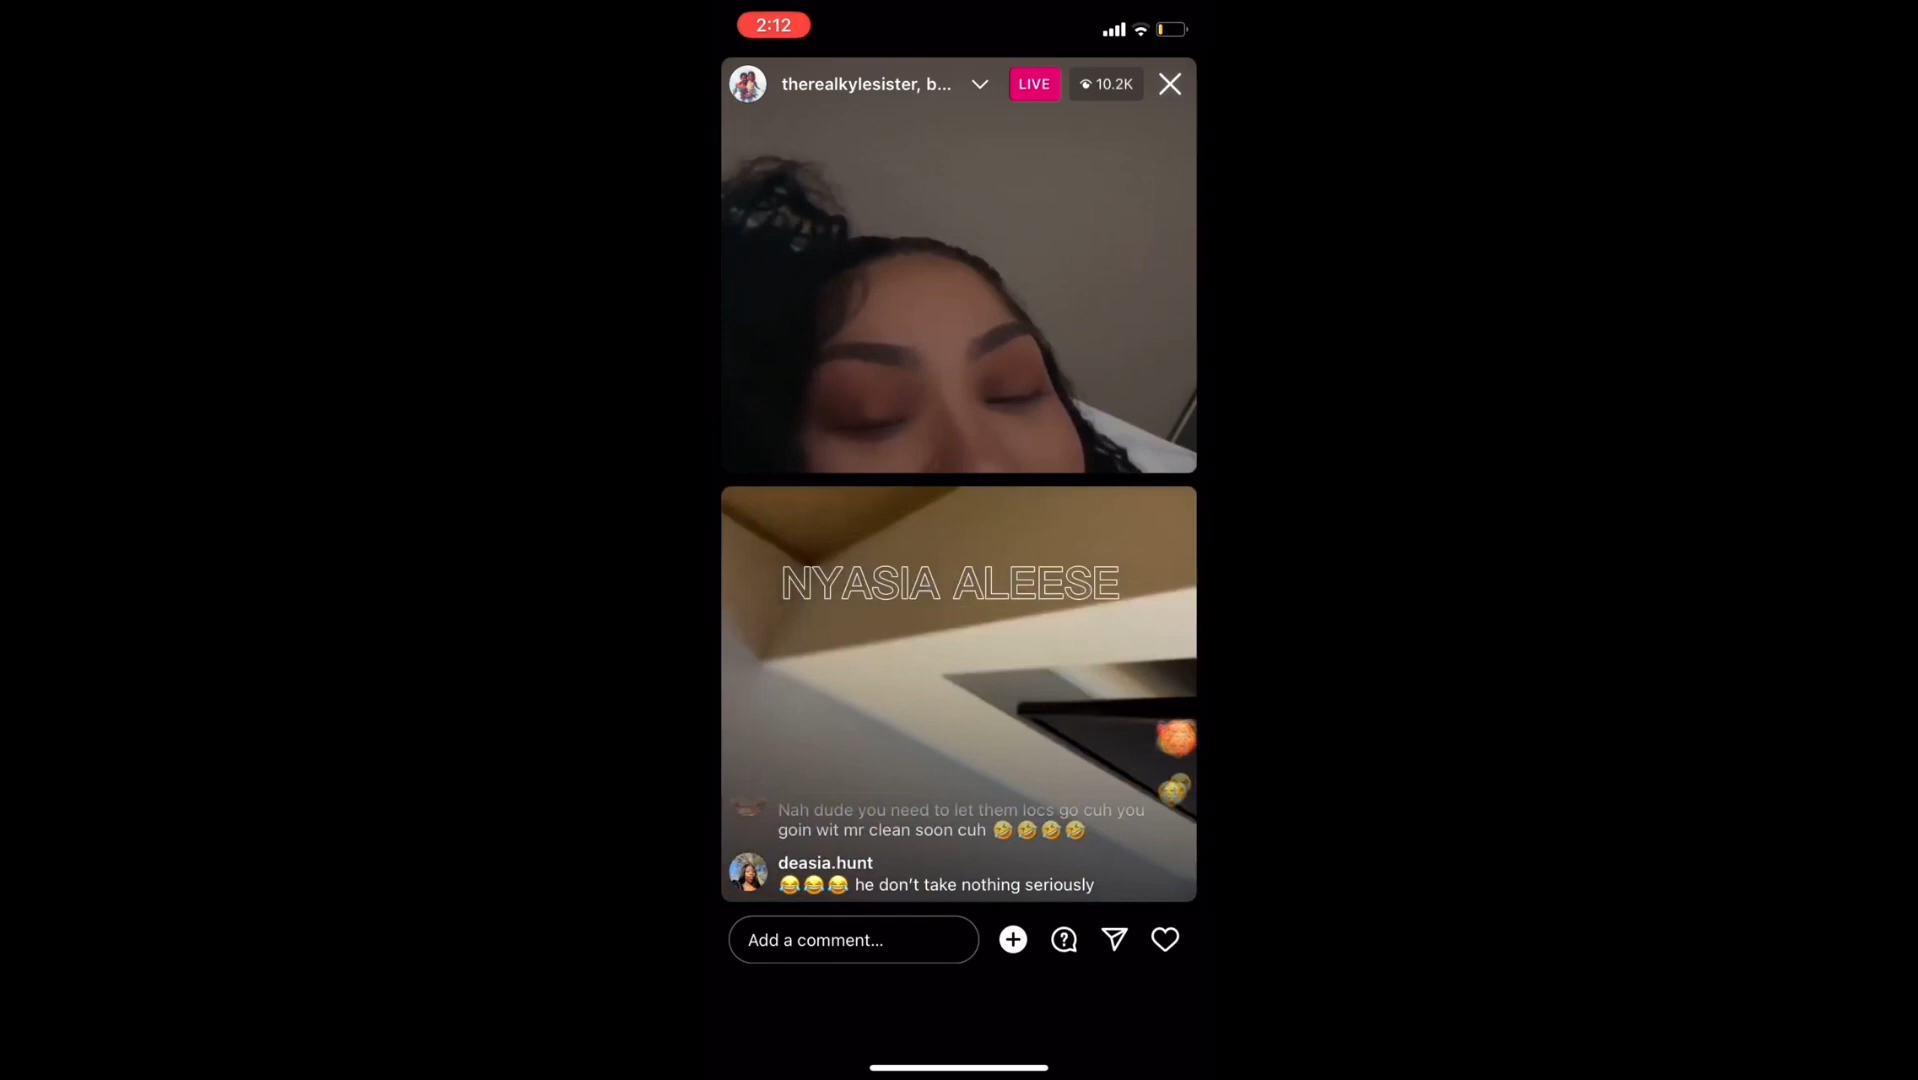 2:12
therealkylesister, b...
LIVE
10.2K
NYASIA ALEESE
Nah dude you need to let them locs go cuh you
goin wit mr clean soon cuh 🤣🤣🤣🤣
deasia.hunt
😂😂😂 he don’t take nothing seriously
Add a comment...